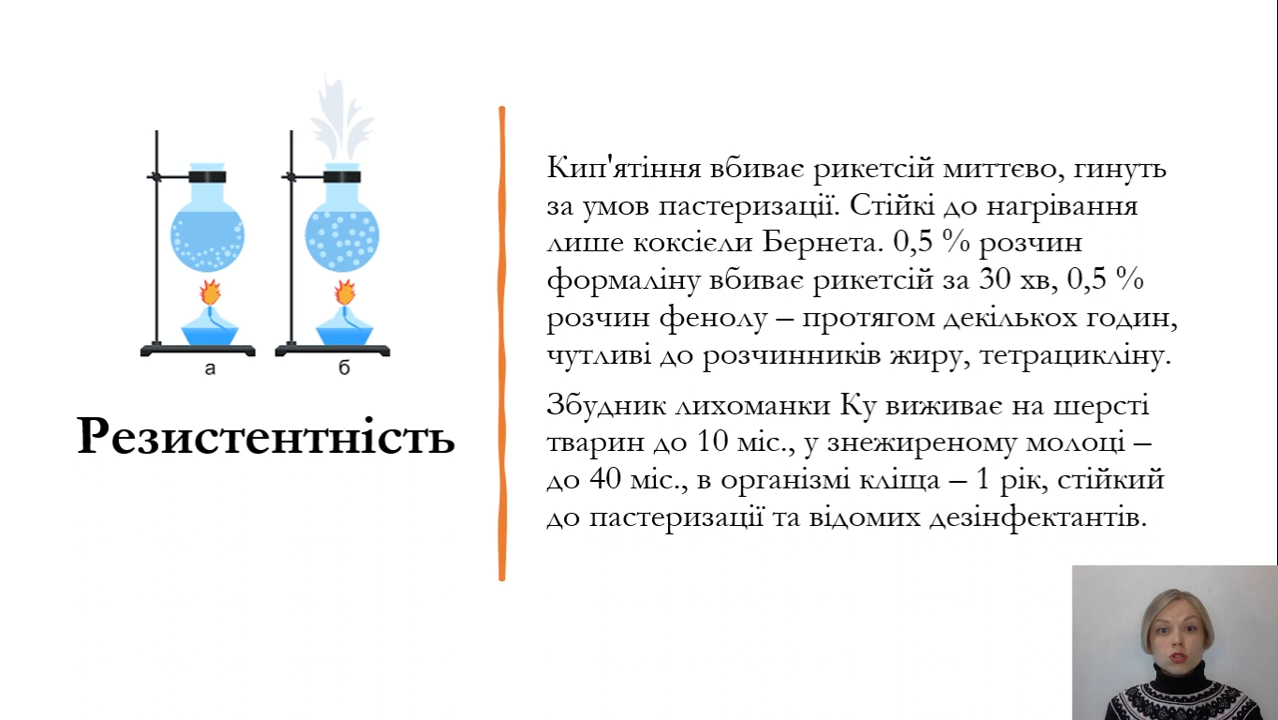 а
б
Резистентність
Кип'ятіння вбиває рикетсій миттєво, гинуть
за умов пастеризації. Стійкі до нагрівання
лише коксієли Бернета. 0,5 % розчин
формаліну вбиває рикетсій за 30 хв, 0,5 %
розчин фенолу – протягом декількох годин,
чутливі до розчинників жиру, тетрацикліну.
Збудник лихоманки Ку виживає на шерсті
тварин до 10 міс., у знежиреному молоці –
до 40 міс., в організмі кліща – 1 рік, стійкий
до пастеризації та відомих дезінфектантів.